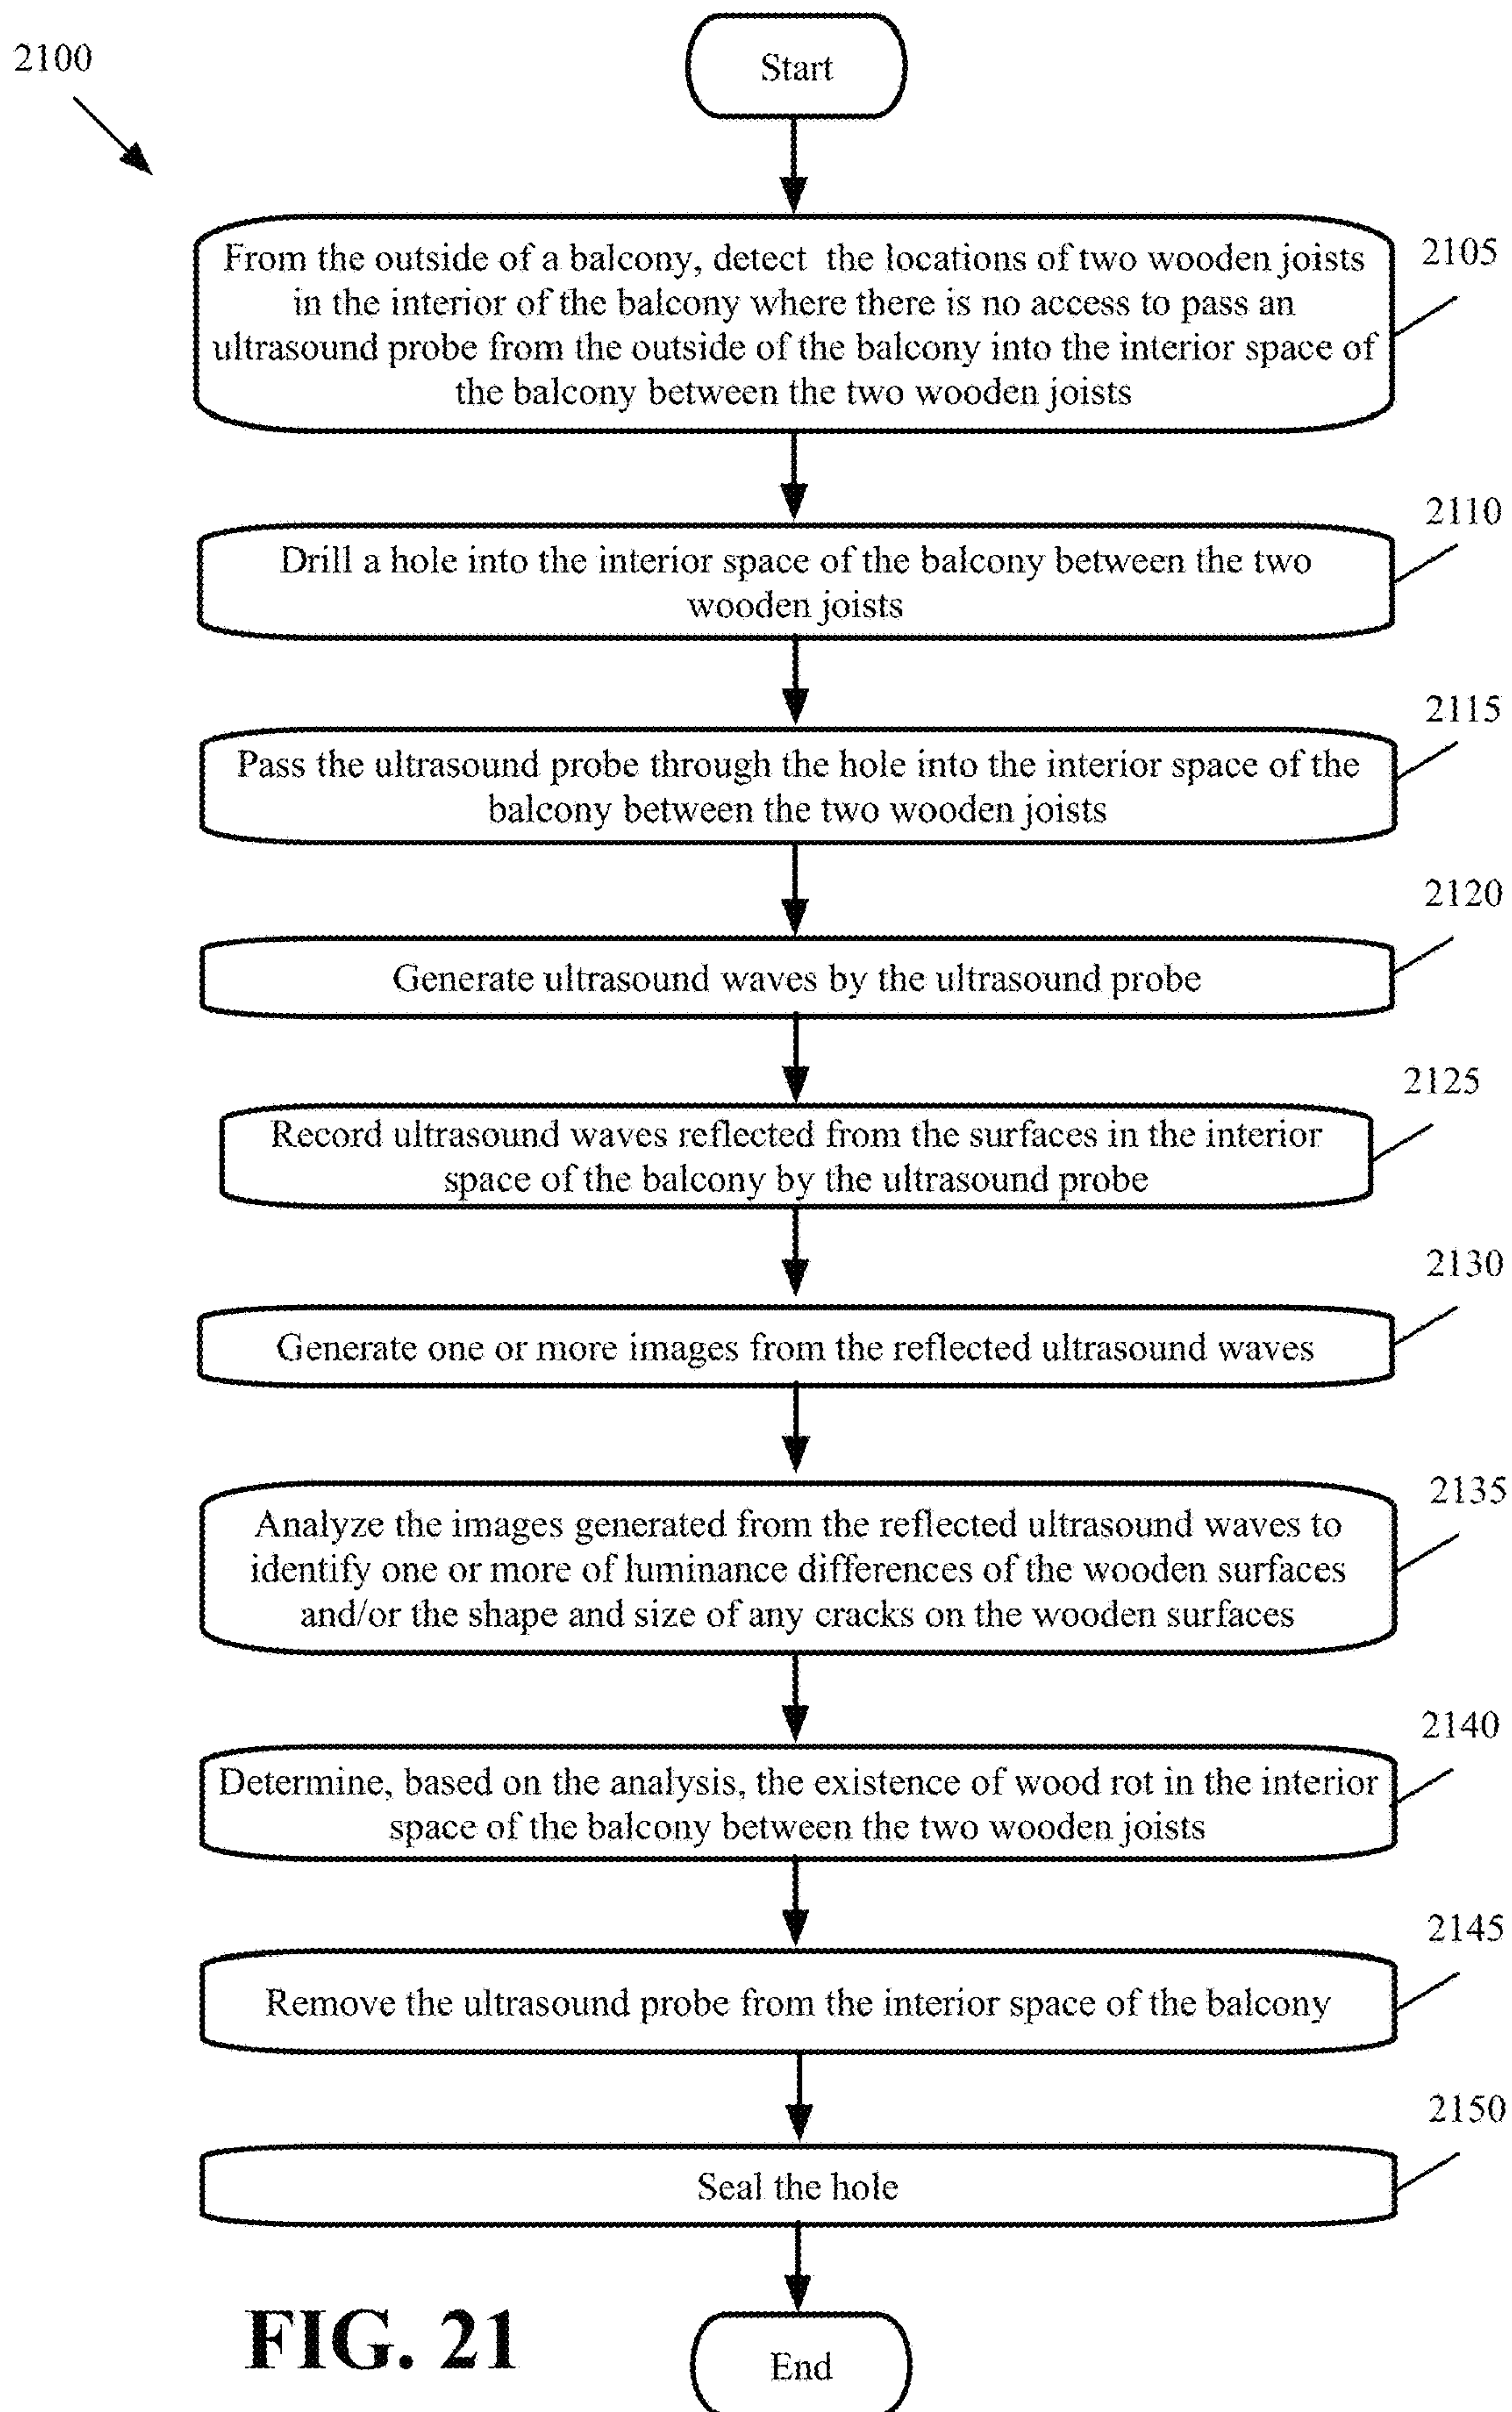 2100
Start
2105
From the outside of a balcony, detect the locations of two wooden joists
in the interior of the balcony where there is no access to pass an
ultrasound probe from the outside of the balcony into the interior space of
the balcony between the two wooden joists
2110
Drill a hole into the interior space of the balcony between the two
wooden joists
2115
Pass the ultrasound probe through the hole into the interior space of the
balcony between the two wooden joists
2120
Generate ultrasound waves by the ultrasound probe
2125
Record ultrasound waves reflected from the surfaces in the interior
space of the balcony by the ultrasound probe
2130
Generate one or more images from the reflected ultrasound waves
2135
Analyze the images generated from the reflected ultrasound waves to
identify one or more of luminance differences of the wooden surfaces
and/or the shape and size of any cracks on the wooden surfaces
2140
Determine, based on the analysis, the existence of wood rot in the interior
space of the balcony between the two wooden joists
2145
Remove the ultrasound probe from the interior space of the balcony
2150
Seal the hole
FIG. 21
End